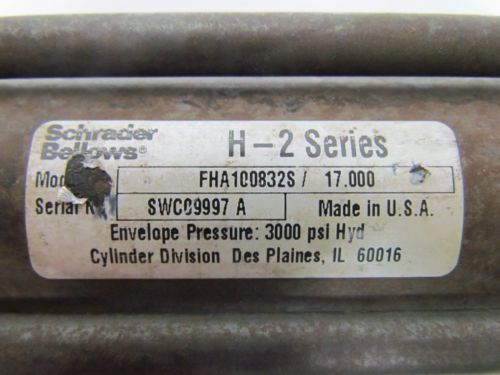 Schrader
Bellows® H-2 Series
FHA100832S / 17.000
Serial SWC09997 A Made in U.S.A.
Envelope Pressure: 3000 psi Hyd
Cylinder Division Des Plaines, IL 60016